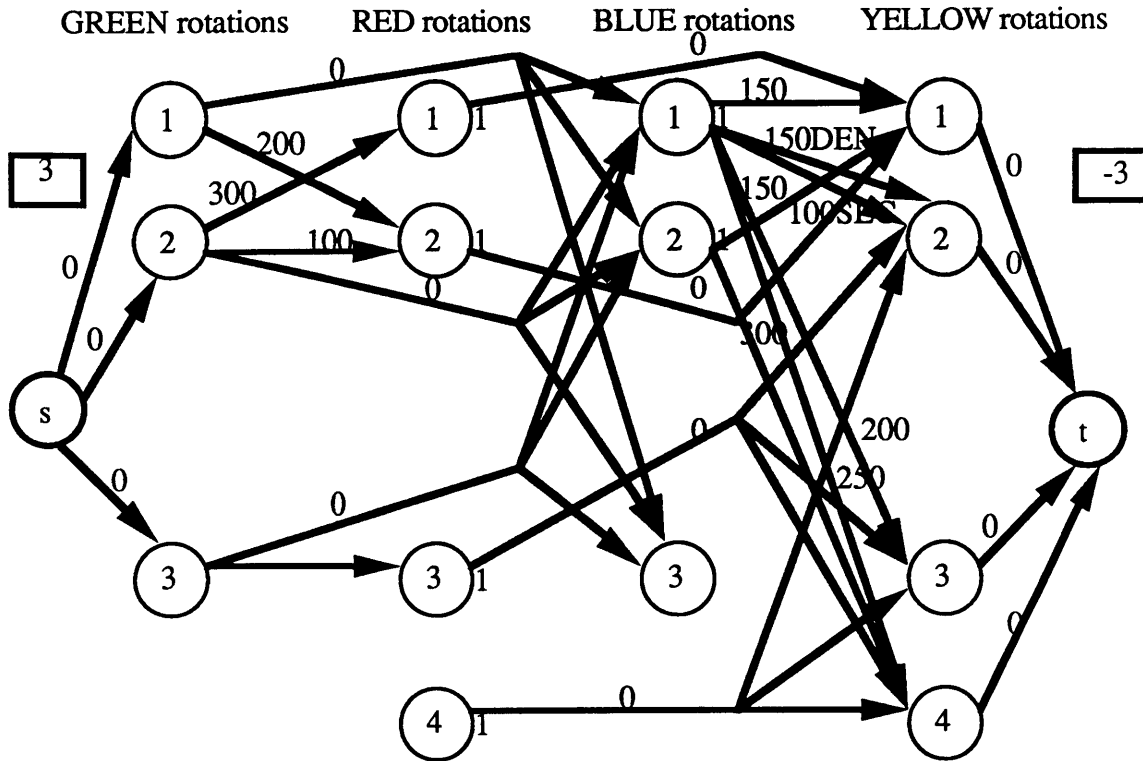 GREEN rotations RED rotations BLUE rotations YELLOW rotations
0 0
1 1 1 1 1 1 150
200 150DEN
3 0 -3
300 150
100SEC
2 100 2 1 2 1 2
0 0 0 0
0 300
s 200 t
0 250
0 0 0
3 3 1 3 3
0 0
4 1 4